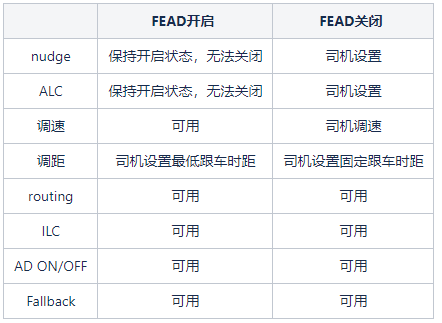 FEAD开启 FEAD关闭
nudge 保持开启状态，无法关闭 司机设置
ALC 保持开启状态，无法关闭 司机设置
调速 可用 司机调速
调距 司机设置最低跟车时距 司机设置固定跟车时距
routing 可用 可用
ILC 可用 可用
AD ON/OFF 可用 可用
Fallback 可用 可用